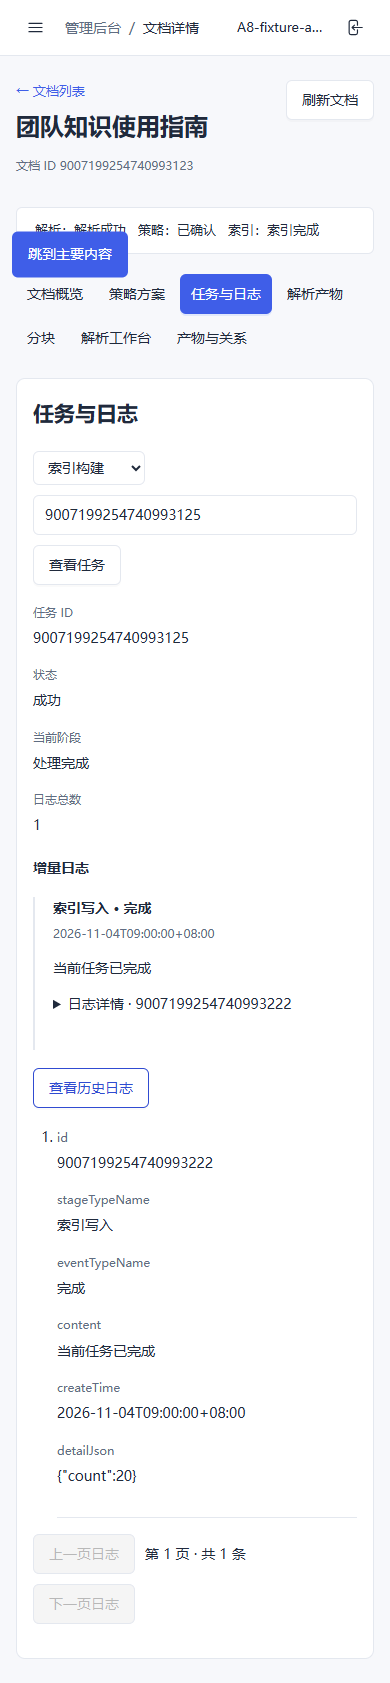 管理后台 / 文档详情
A8-fixture-a...
← 文档列表
刷新文档
团队知识使用指南
文档 ID 9007199254740993123
解析：解析成功 策略：已确认 索引：索引完成
跳到主要内容
文档概览 策略方案 任务与日志 解析产物
分块 解析工作台 产物与关系
任务与日志
索引构建
9007199254740993125
查看任务
任务 ID
9007199254740993125
状态
成功
当前阶段
处理完成
日志总数
1
增量日志
索引写入 • 完成
2026-11-04T09:00:00+08:00
当前任务已完成
▶ 日志详情 · 9007199254740993222
查看历史日志
1. id
9007199254740993222
stageTypeName
索引写入
eventTypeName
完成
content
当前任务已完成
createTime
2026-11-04T09:00:00+08:00
detailJson
{"count":20}
上一页日志 第 1 页 · 共 1 条
下一页日志